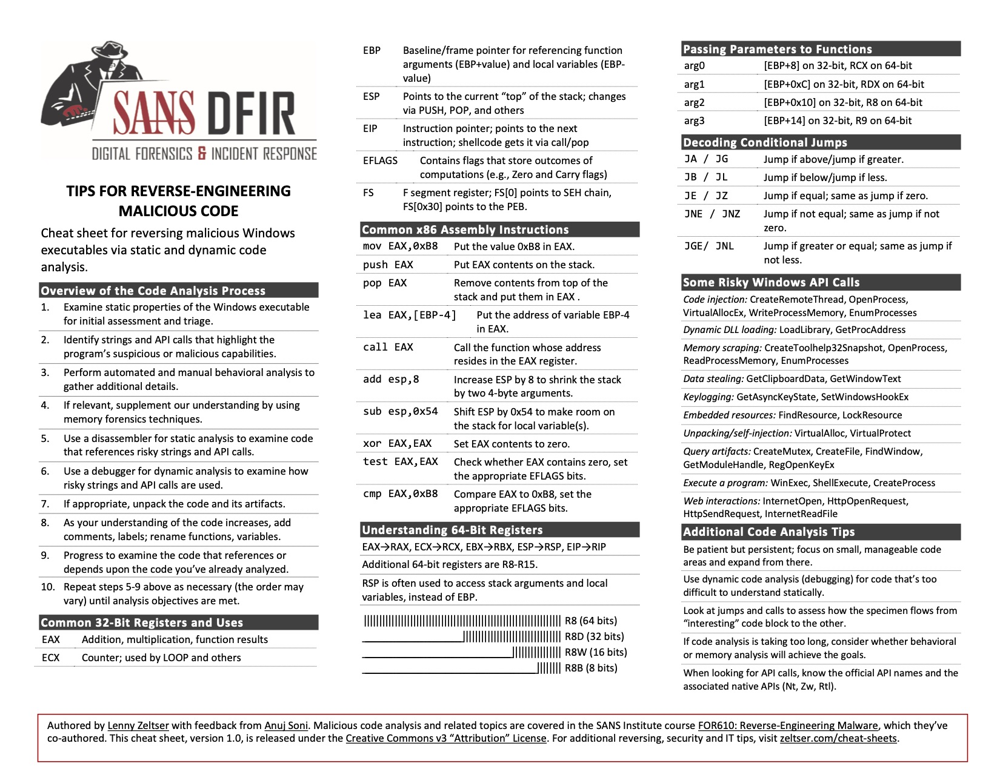 SANS DFIR
DIGITAL FORENSICS & INCIDENT RESPONSE
TIPS FOR REVERSE-ENGINEERING
MALICIOUS CODE
Cheat sheet for reversing malicious Windows
executables via static and dynamic code
analysis.
Overview of the Code Analysis Process
1. Examine static properties of the Windows executable
for initial assessment and triage.
2. Identify strings and API calls that highlight the
program’s suspicious or malicious capabilities.
3. Perform automated and manual behavioral analysis to
gather additional details.
4. If relevant, supplement our understanding by using
memory forensics techniques.
5. Use a disassembler for static analysis to examine code
that references risky strings and API calls.
6. Use a debugger for dynamic analysis to examine how
risky strings and API calls are used.
7. If appropriate, unpack the code and its artifacts.
8. As your understanding of the code increases, add
comments, labels; rename functions, variables.
9. Progress to examine the code that references or
depends upon the code you’ve already analyzed.
10. Repeat steps 5-9 above as necessary (the order may
vary) until analysis objectives are met.
Common 32-Bit Registers and Uses
EAX Addition, multiplication, function results
ECX Counter; used by LOOP and others
EBP Baseline/frame pointer for referencing function
arguments (EBP+value) and local variables (EBP-
value)
ESP Points to the current “top” of the stack; changes
via PUSH, POP, and others
EIP Instruction pointer; points to the next
instruction; shellcode gets it via call/pop
EFLAGS Contains flags that store outcomes of
computations (e.g., Zero and Carry flags)
FS F segment register; FS[0] points to SEH chain,
FS[0x30] points to the PEB.
Common x86 Assembly Instructions
mov EAX,0xB8 Put the value 0xB8 in EAX.
push EAX Put EAX contents on the stack.
pop EAX Remove contents from top of the
stack and put them in EAX .
lea EAX,[EBP-4] Put the address of variable EBP-4
in EAX.
call EAX Call the function whose address
resides in the EAX register.
add esp,8 Increase ESP by 8 to shrink the stack
by two 4-byte arguments.
sub esp,0x54 Shift ESP by 0x54 to make room on
the stack for local variable(s).
xor EAX,EAX Set EAX contents to zero.
test EAX,EAX Check whether EAX contains zero, set
the appropriate EFLAGS bits.
cmp EAX,0xB8 Compare EAX to 0xB8, set the
appropriate EFLAGS bits.
Understanding 64-Bit Registers
EAX→RAX, ECX→RCX, EBX→RBX, ESP→RSP, EIP→RIP
Additional 64-bit registers are R8-R15.
RSP is often used to access stack arguments and local
variables, instead of EBP.
R8 (64 bits)
R8D (32 bits)
R8W (16 bits)
R8B (8 bits)
Passing Parameters to Functions
arg0 [EBP+8] on 32-bit, RCX on 64-bit
arg1 [EBP+0xC] on 32-bit, RDX on 64-bit
arg2 [EBP+0x10] on 32-bit, R8 on 64-bit
arg3 [EBP+14] on 32-bit, R9 on 64-bit
Decoding Conditional Jumps
JA / JG Jump if above/jump if greater.
JB / JL Jump if below/jump if less.
JE / JZ Jump if equal; same as jump if zero.
JNE / JNZ Jump if not equal; same as jump if not
zero.
JGE/ JNL Jump if greater or equal; same as jump if
not less.
Some Risky Windows API Calls
Code injection: CreateRemoteThread, OpenProcess,
VirtualAllocEx, WriteProcessMemory, EnumProcesses
Dynamic DLL loading: LoadLibrary, GetProcAddress
Memory scraping: CreateToolhelp32Snapshot, OpenProcess,
ReadProcessMemory, EnumProcesses
Data stealing: GetClipboardData, GetWindowText
Keylogging: GetAsyncKeyState, SetWindowsHookEx
Embedded resources: FindResource, LockResource
Unpacking/self-injection: VirtualAlloc, VirtualProtect
Query artifacts: CreateMutex, CreateFile, FindWindow,
GetModuleHandle, RegOpenKeyEx
Execute a program: WinExec, ShellExecute, CreateProcess
Web interactions: InternetOpen, HttpOpenRequest,
HttpSendRequest, InternetReadFile
Additional Code Analysis Tips
Be patient but persistent; focus on small, manageable code
areas and expand from there.
Use dynamic code analysis (debugging) for code that’s too
difficult to understand statically.
Look at jumps and calls to assess how the specimen flows from
“interesting” code block to the other.
If code analysis is taking too long, consider whether behavioral
or memory analysis will achieve the goals.
When looking for API calls, know the official API names and the
associated native APIs (Nt, Zw, Rtl).
Authored by Lenny Zeltser with feedback from Anuj Soni. Malicious code analysis and related topics are covered in the SANS Institute course FOR610: Reverse-Engineering Malware, which they’ve
co-authored. This cheat sheet, version 1.0, is released under the Creative Commons v3 “Attribution” License. For additional reversing, security and IT tips, visit zeltser.com/cheat-sheets.